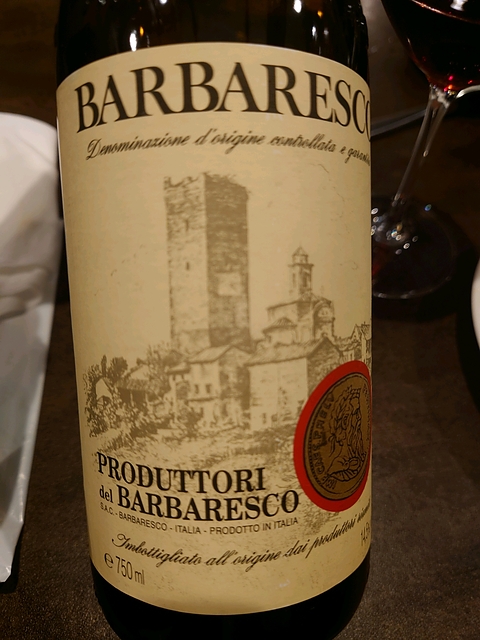 BARBARESCO
Denominazione d'origine controllata e
PRODUTTORI
del BARBARESCO
S.A.C. - BARBARESCO - ITALIA - PRODOTTO IN ITALIA
Imbottigliato all'origine dai produttori
e 750 ml